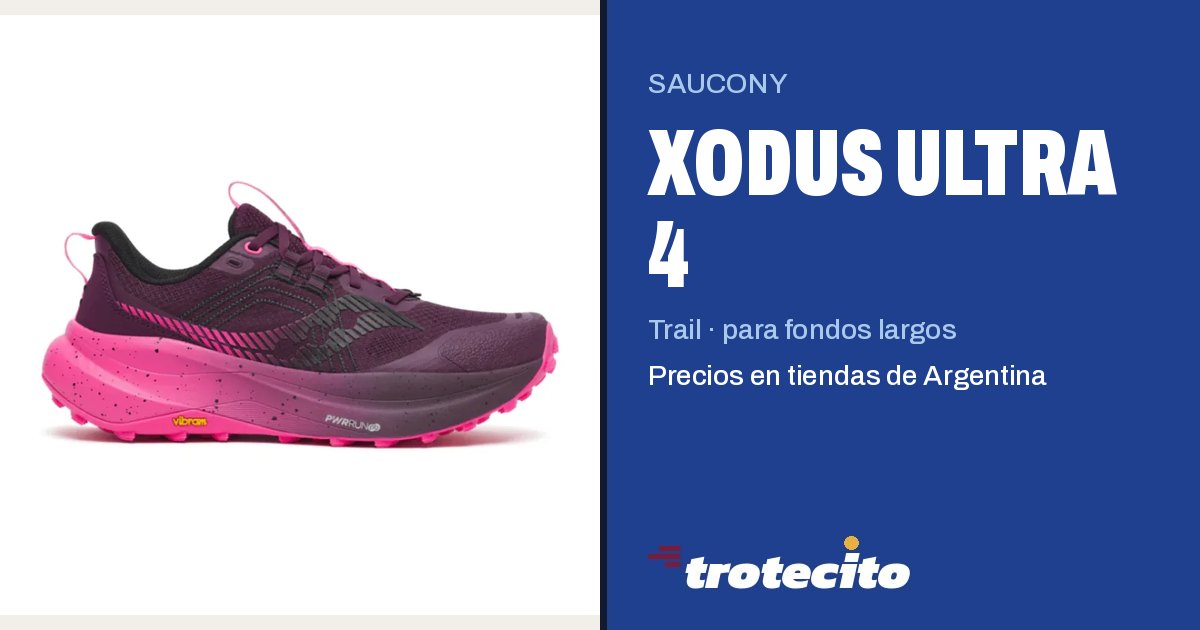 SAUCONY
XODUS ULTRA
4
Trail · para fondos largos
Precios en tiendas de Argentina
trotecito
vibram
PWRRUN